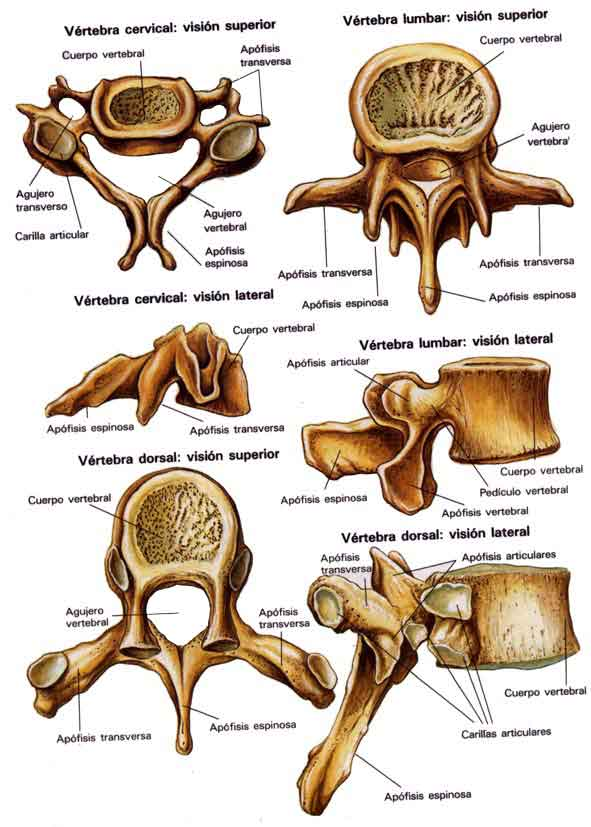 Vértebra cervical: visión superior
Cuerpo vertebral
Apófisis
transversa
Agujero
transverso
Carilla articular
Agujero
vertebral
Apófisis
espinosa
Vértebra lumbar: visión superior
Cuerpo vertebral
Agujero
vertebral
Apófisis transversa
Apófisis transversa
Apófisis espinosa
Apófisis espinosa
Vértebra cervical: visión lateral
Cuerpo vertebral
Apófisis espinosa
Apófisis transversa
Vértebra lumbar: visión lateral
Apófisis articular
Cuerpo vertebral
Pedículo vertebral
Apófisis espinosa
Apófisis vertebral
Vértebra dorsal: visión superior
Cuerpo vertebral
Agujero
vertebral
Apófisis
transversa
Apófisis transversa
Apófisis espinosa
Vértebra dorsal: visión lateral
Apófisis
transversa
Apófisis articulares
Cuerpo vertebral
Carillas articulares
Apófisis espinosa